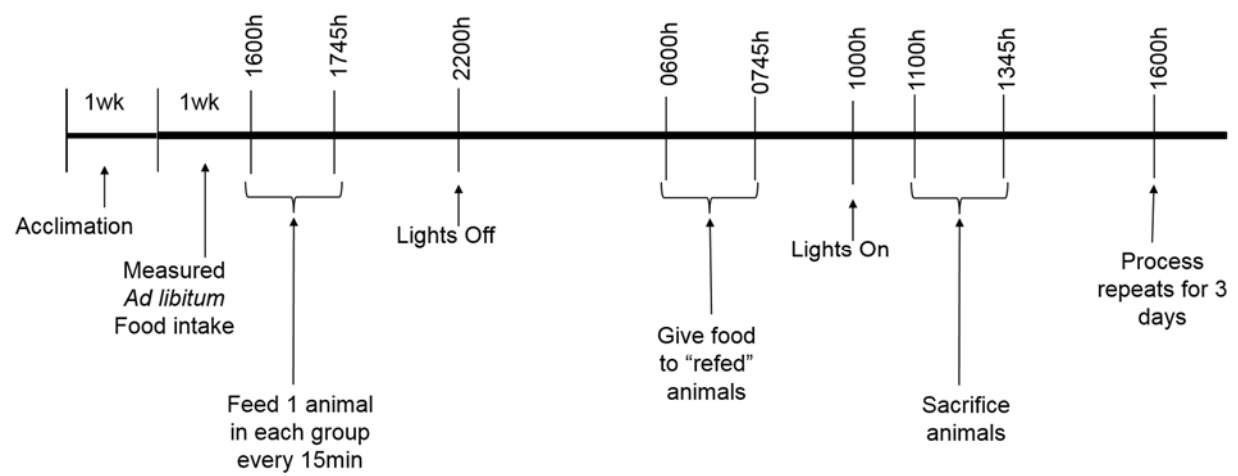 1wk
1wk
1600h
1745h
2200h
0600h
0745h
1000h
1100h
1345h
1600h
Acclimation
Measured
Ad libitum
Food intake
Feed 1 animal
in each group
every 15min
Lights Off
Give food
to “refed”
animals
Lights On
Sacrifice
animals
Process
repeats for 3
days